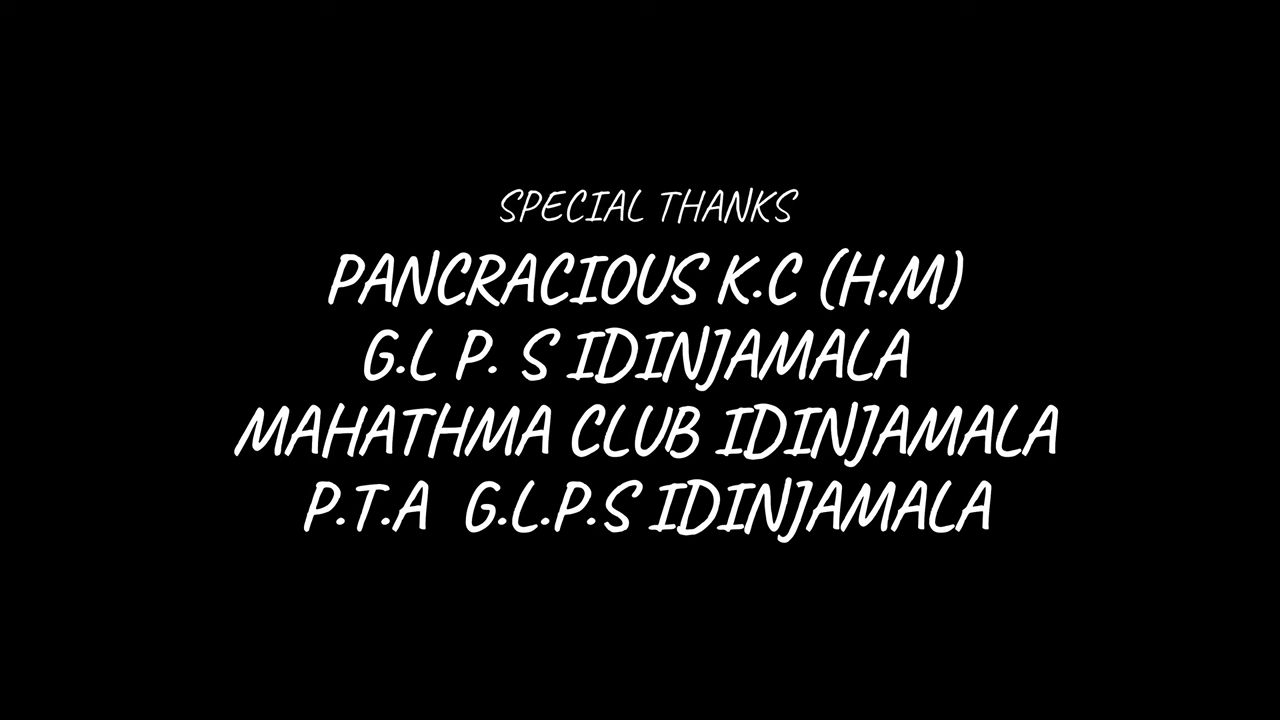 SPECIAL THANKS
PANCRACIOUS K.C (H.M)
G.L P. S IDINJAMALA
MAHATHMA CLUB IDINJAMALA
P.T.A G.L.P.S IDINJAMALA